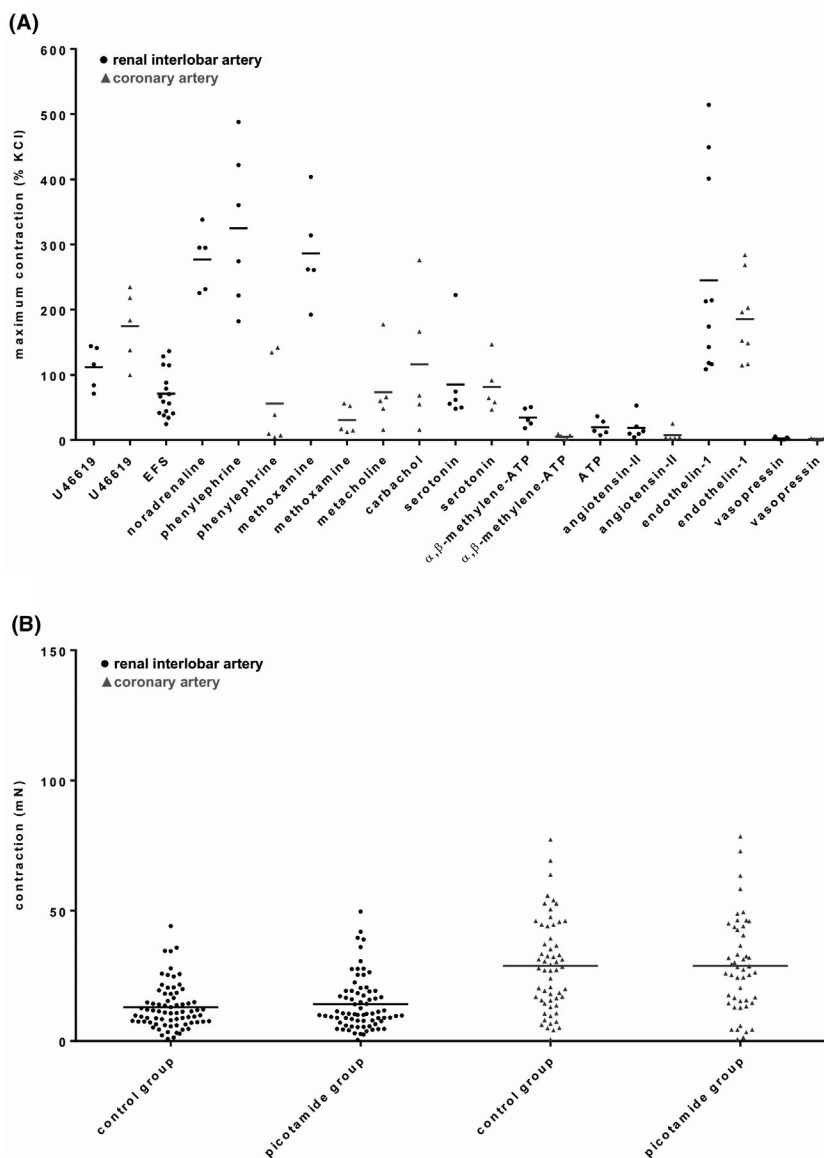 (A)
600
500
400
300
200
100
0
maximum contraction (% KCl)
renal interlobar artery
coronary artery
U46619
U46619
EFS
noradrenaline
phenylephrine
phenylephrine
methoxamine
methoxamine
metacholine
carbachol
serotonin
serotonin
α,β-methylene-ATP
α,β-methylene-ATP
ATP
angiotensin-II
angiotensin-II
endothelin-1
endothelin-1
vasopressin
vasopressin
(B)
150
100
50
0
contraction (mN)
renal interlobar artery
coronary artery
control group
picotamide group
control group
picotamide group